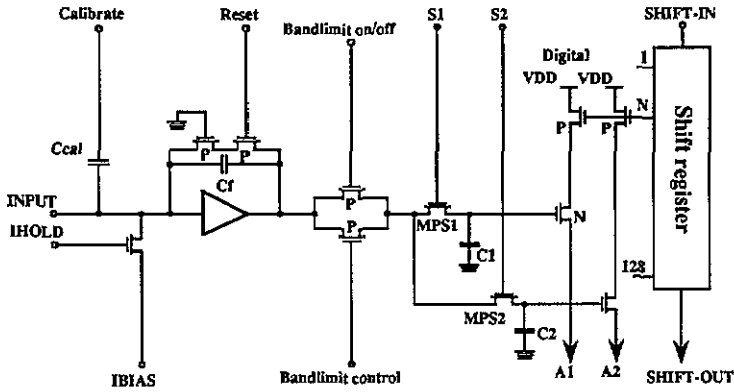 Calibrate
Reset
Bandlimit on/off
S1
S2
SHIFT-IN
Digital
VDD VDD
1
N
P
P
Shift register
Ccal
P
P
Cf
INPUT
IHOLD
P
P
MPS1
N
C1
128
MPS2
C2
IBIAS
Bandlimit control
A1
A2
SHIFT-OUT